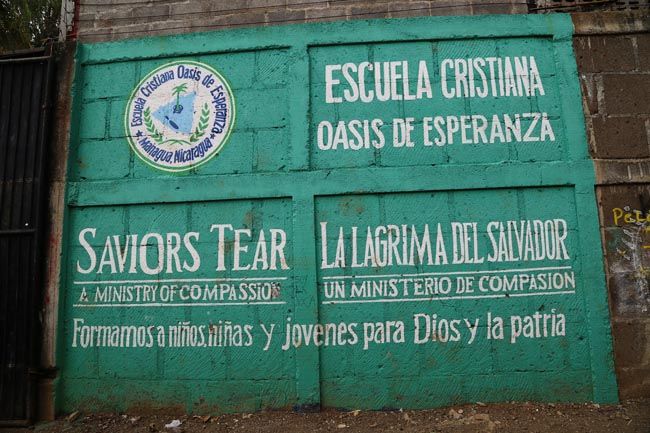 Escuela Cristiana Oasis de Esperanza
Managua, Nicaragua
ESCUELA CRISTIANA
OASIS DE ESPERANZA
SAVIORS TEAR
A MINISTRY OF COMPASSION
LA LAGRIMA DEL SALVADOR
UN MINISTERIO DE COMPASION
Formamos a niños, niñas y jovenes para Dios y la patria